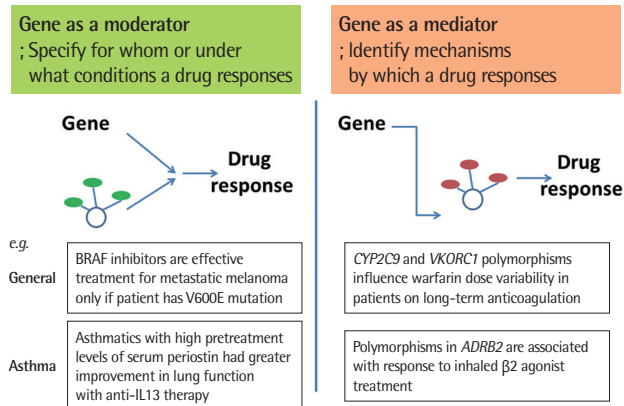 Gene as a moderator
; Specify for whom or under
what conditions a drug responses
Gene
Drug
response
e.g.
General
BRAF inhibitors are effective
treatment for metastatic melanoma
only if patient has V600E mutation
Asthma
Asthmatics with high pretreatment
levels of serum periostin had greater
improvement in lung function
with anti-IL13 therapy
Gene as a mediator
; Identify mechanisms
by which a drug responses
Gene
Drug
response
CYP2C9 and VKORC1 polymorphisms
influence warfarin dose variability in
patients on long-term anticoagulation
Polymorphisms in ADRB2 are associated
with response to inhaled β2 agonist
treatment